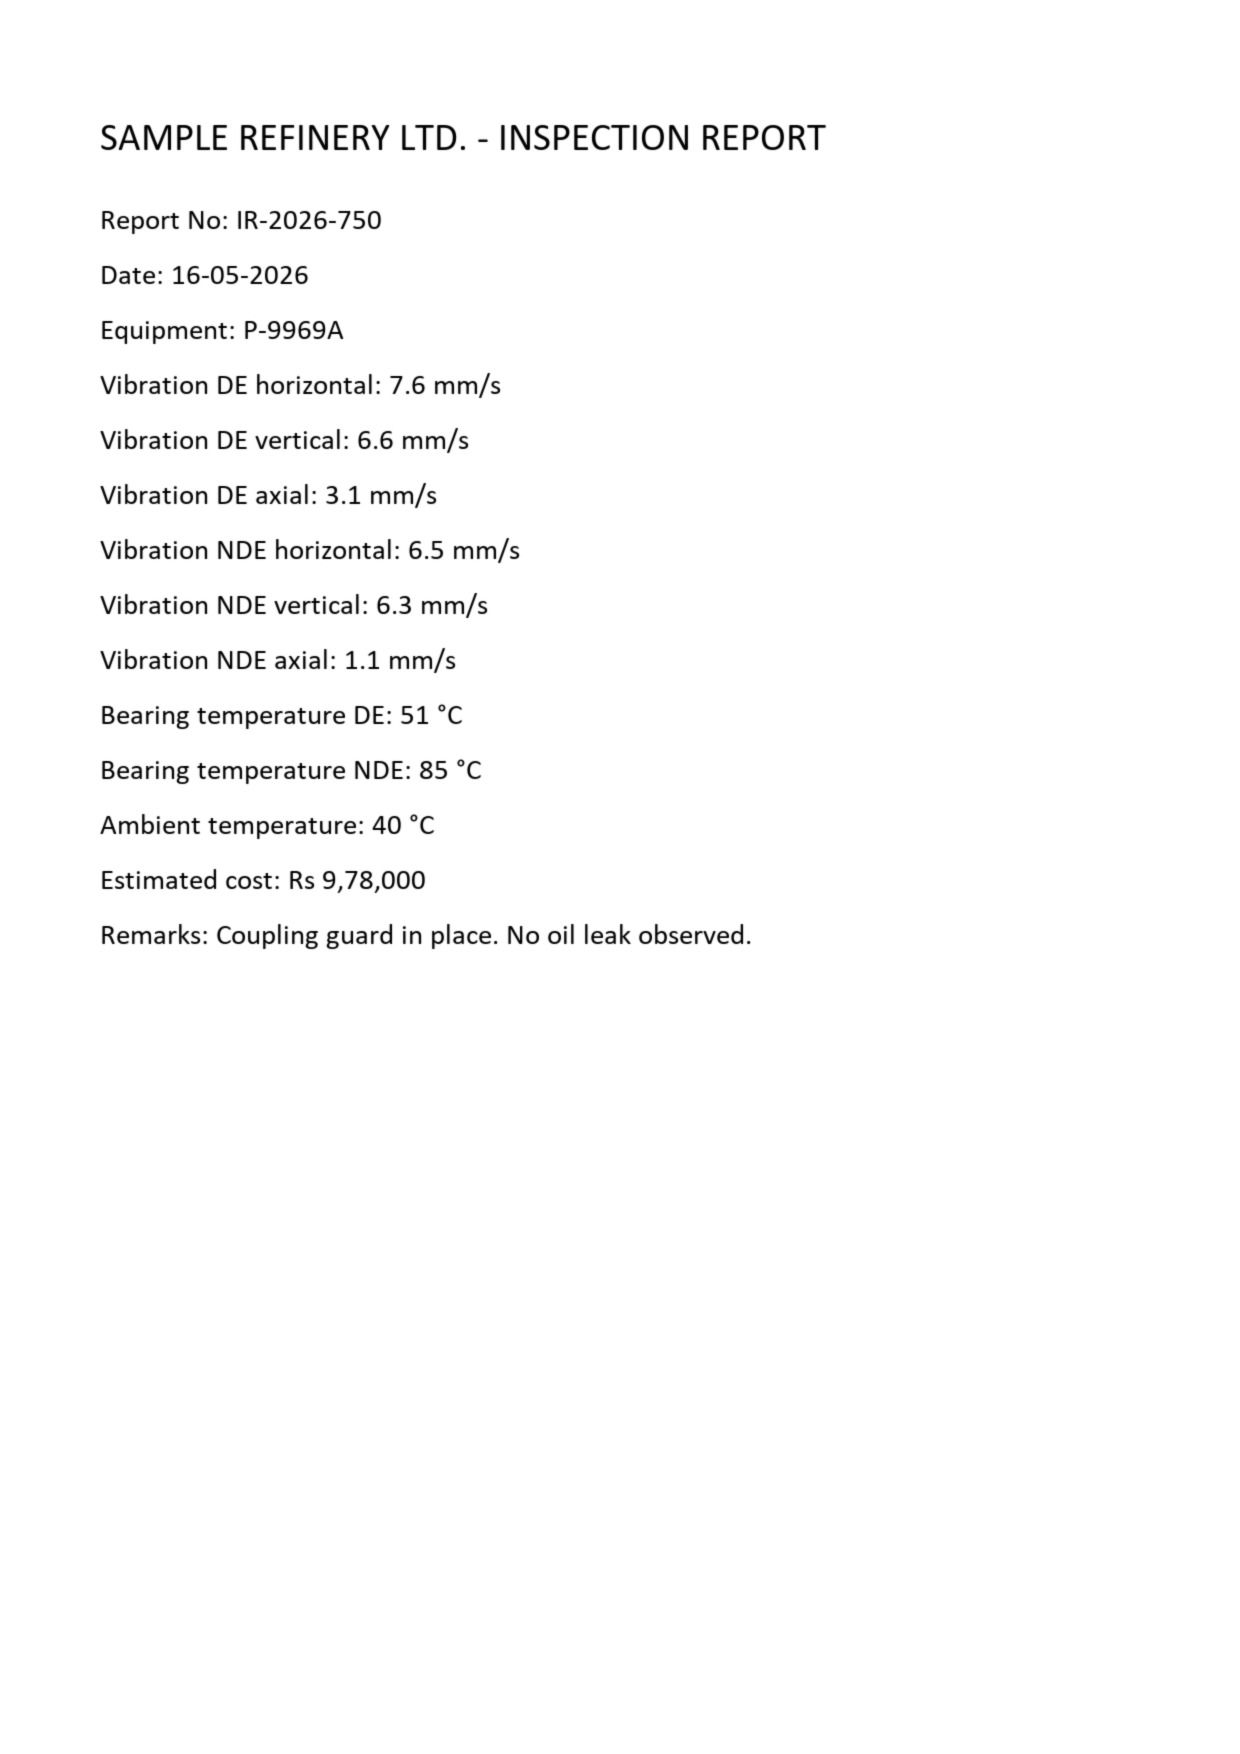 SAMPLE REFINERY LTD. - INSPECTION REPORT
Report No: IR-2026-750
Date: 16-05-2026
Equipment: P-9969A
Vibration DE horizontal: 7.6 mm/s
Vibration DE vertical: 6.6 mm/s
Vibration DE axial: 3.1 mm/s
Vibration NDE horizontal: 6.5 mm/s
Vibration NDE vertical: 6.3 mm/s
Vibration NDE axial: 1.1 mm/s
Bearing temperature DE: 51 °C
Bearing temperature NDE: 85 °C
Ambient temperature: 40 °C
Estimated cost: Rs 9,78,000
Remarks: Coupling guard in place. No oil leak observed.